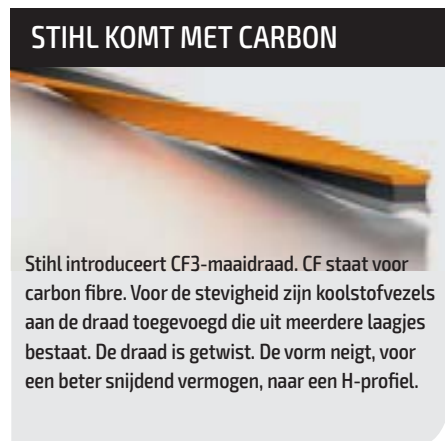 STIHL KOMT MET CARBON
Stihl introduceert CF3-maaidraad. CF staat voor
carbon fibre. Voor de stevigheid zijn koolstofvezels
aan de draad toegevoegd die uit meerdere laagjes
bestaat. De draad is getwist. De vorm neigt, voor
een beter snijdend vermogen, naar een H-profiel.